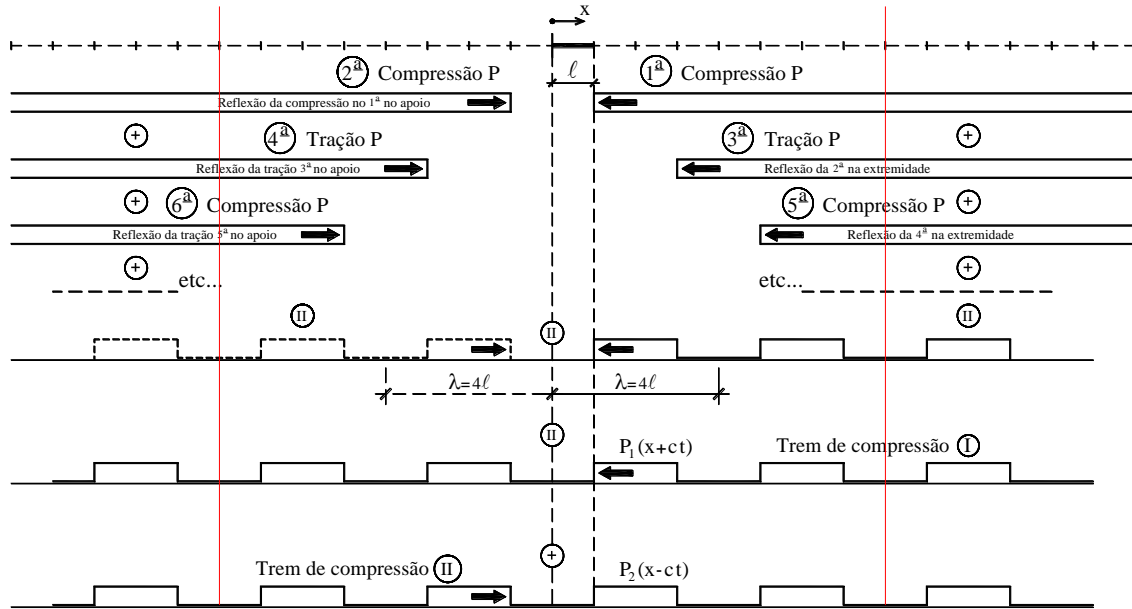 x
2ª Compressão P
ℓ
1ª Compressão P
Reflexão da compressão no 1ª no apoio
+
4ª Tração P
3ª Tração P
+
Reflexão da tração 3ª no apoio
Reflexão da 2ª na extremidade
+
6ª Compressão P
5ª Compressão P
+
Reflexão da tração 5ª no apoio
Reflexão da 4ª na extremidade
+
etc...
etc...
+
II
II
II
λ=4ℓ
λ=4ℓ
II
P₁(x+ct)
Trem de compressão I
+
Trem de compressão II
P₂(x-ct)